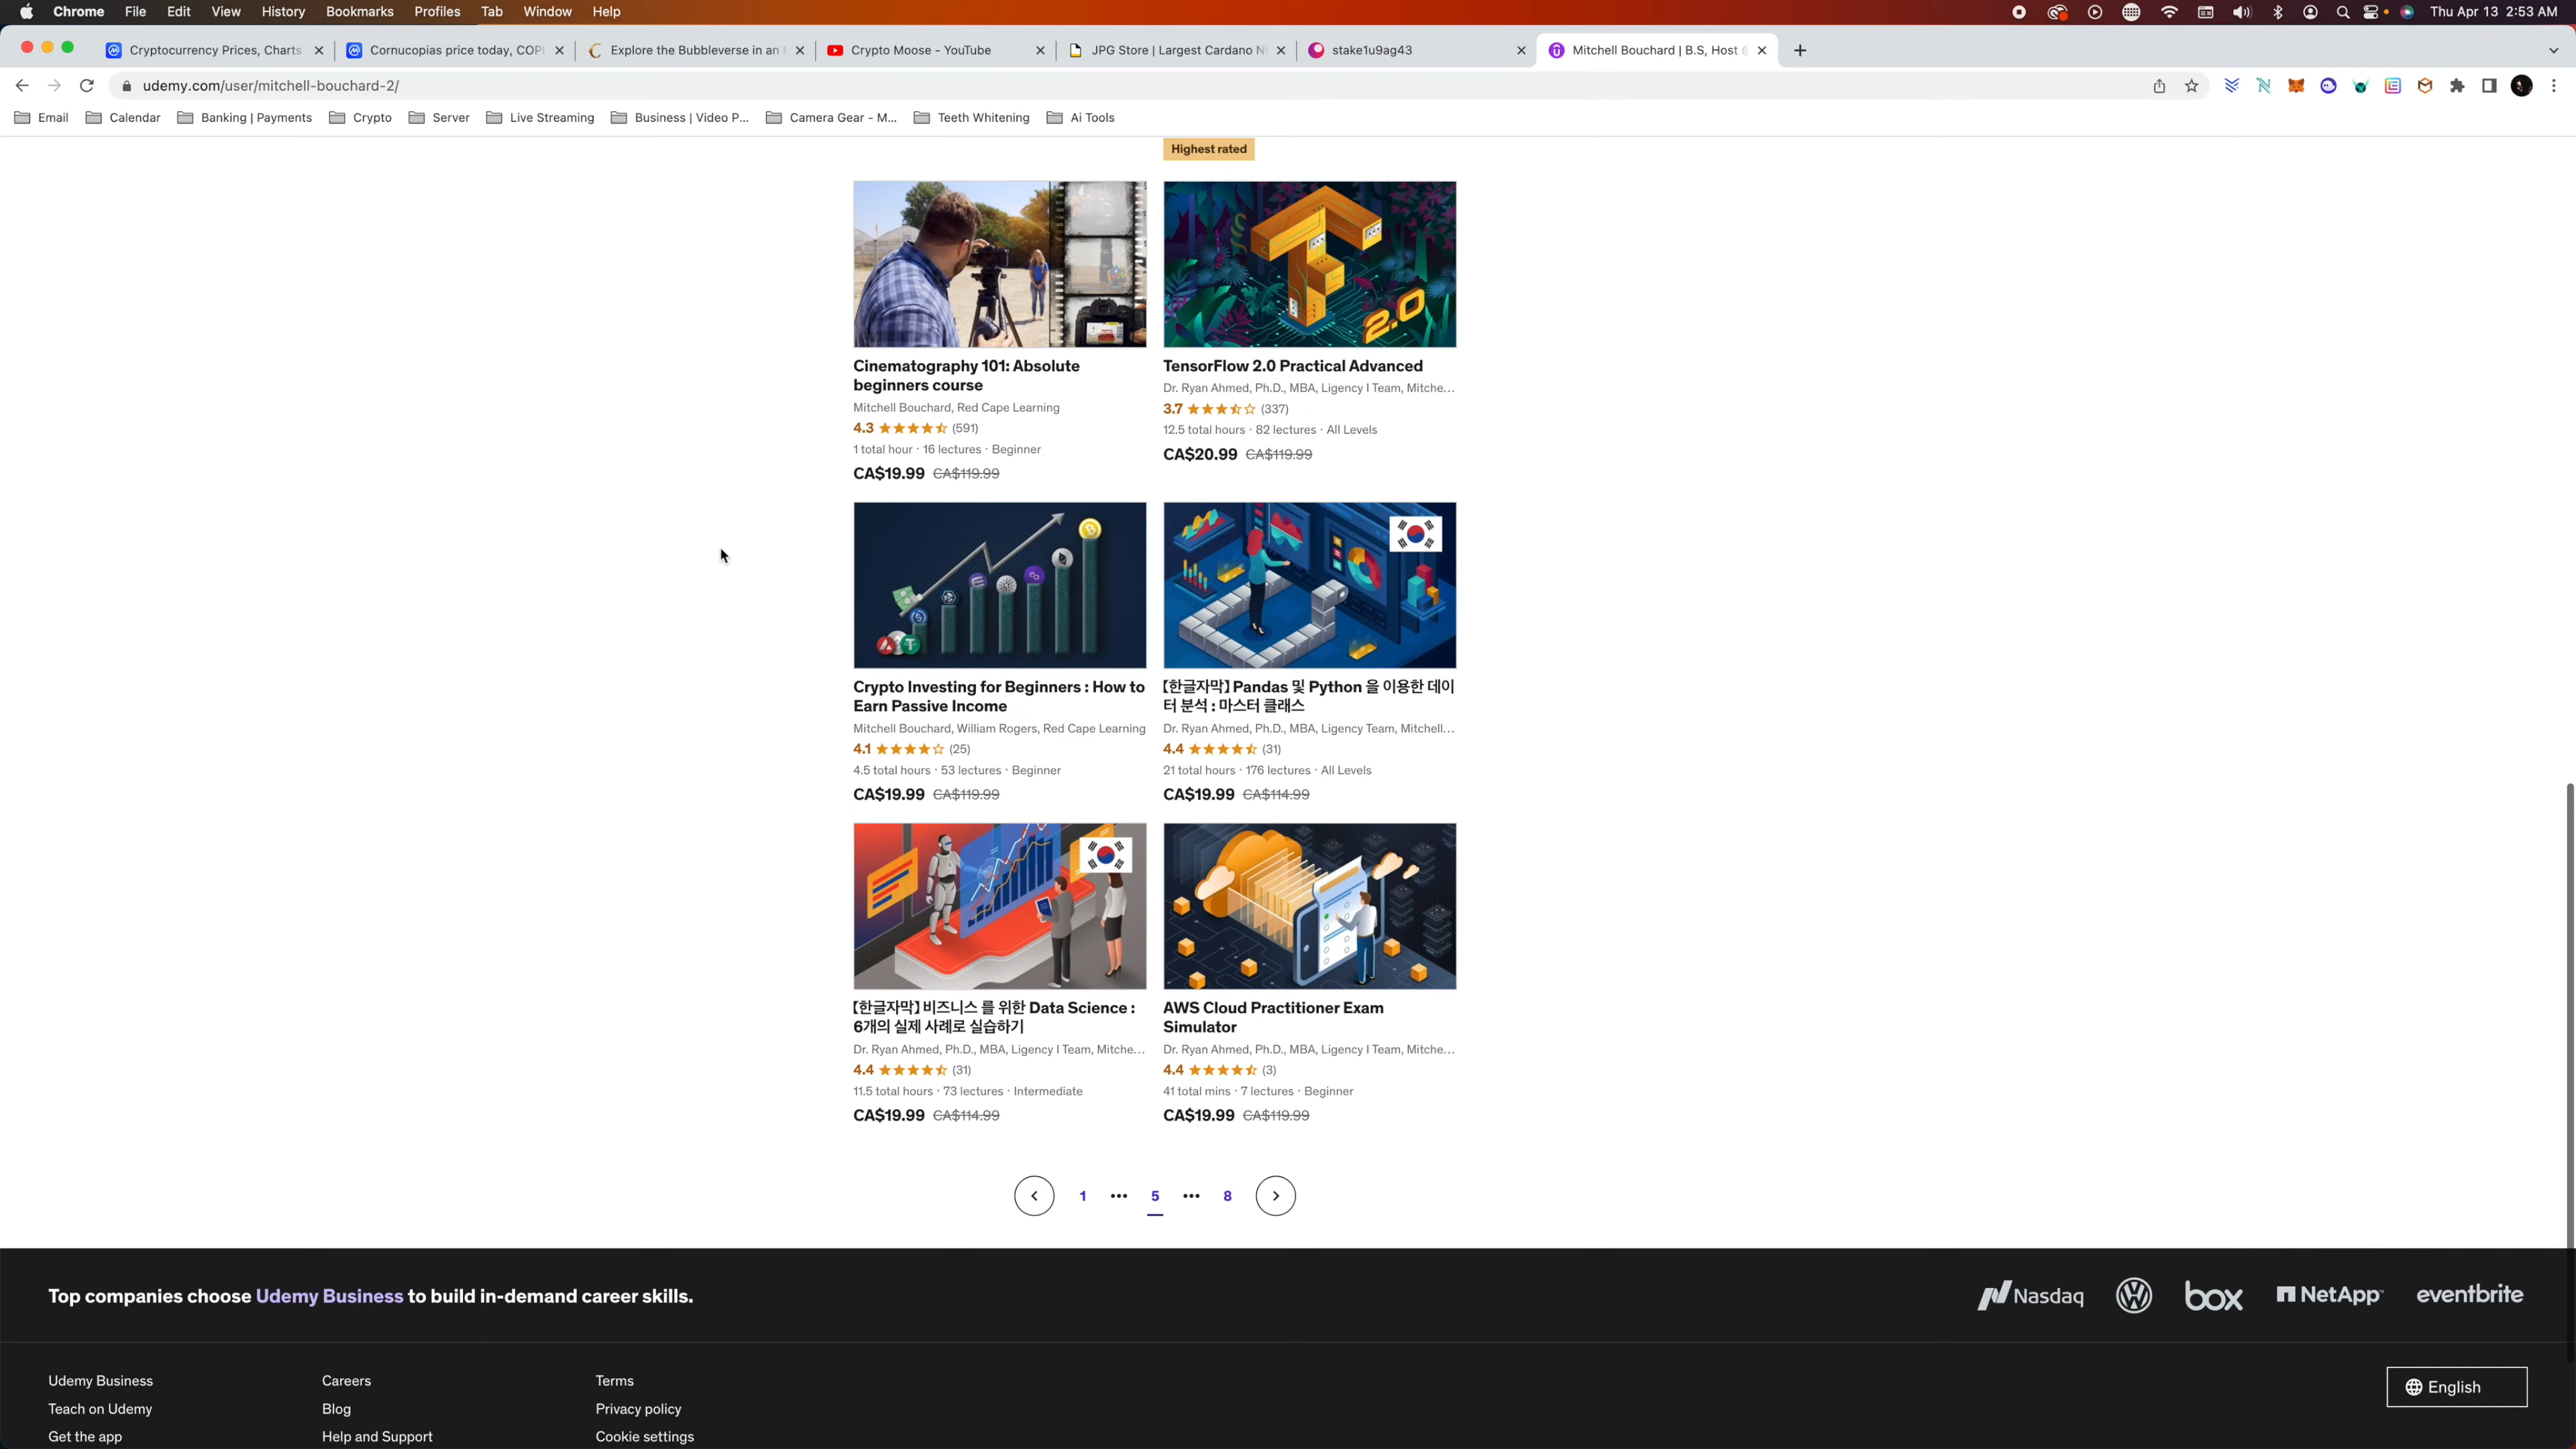 Chrome File Edit View History Bookmarks Profiles Tab Window Help Thu Apr 13 2:53 AM
Cryptocurrency Prices, Charts
Cornucopias price today, COPI
Explore the Bubbleverse in an
Crypto Moose - YouTube
JPG Store | Largest Cardano N
stake1u9ag43
Mitchell Bouchard | B.S, Host
udemy.com/user/mitchell-bouchard-2/
Email Calendar Banking | Payments Crypto Server Live Streaming Business | Video P... Camera Gear - M... Teeth Whitening Ai Tools
Highest rated
2.0
Cinematography 101: Absolute
beginners course
Mitchell Bouchard, Red Cape Learning
4.3 (591)
1 total hour · 16 lectures · Beginner
CA$19.99 CA$119.99
TensorFlow 2.0 Practical Advanced
Dr. Ryan Ahmed, Ph.D., MBA, Ligency I Team, Mitche...
3.7 (337)
12.5 total hours · 82 lectures · All Levels
CA$20.99 CA$119.99
Crypto Investing for Beginners : How to
Earn Passive Income
Mitchell Bouchard, William Rogers, Red Cape Learning
4.1 (25)
4.5 total hours · 53 lectures · Beginner
CA$19.99 CA$119.99
【한글자막】 Pandas 및 Python 을 이용한 데이
터 분석 : 마스터 클래스
Dr. Ryan Ahmed, Ph.D., MBA, Ligency Team, Mitchell...
4.4 (31)
21 total hours · 176 lectures · All Levels
CA$19.99 CA$114.99
【한글자막】 비즈니스 를 위한 Data Science :
6개의 실제 사례로 실습하기
Dr. Ryan Ahmed, Ph.D., MBA, Ligency I Team, Mitche...
4.4 (31)
11.5 total hours · 73 lectures · Intermediate
CA$19.99 CA$114.99
AWS Cloud Practitioner Exam
Simulator
Dr. Ryan Ahmed, Ph.D., MBA, Ligency I Team, Mitche...
4.4 (3)
41 total mins · 7 lectures · Beginner
CA$19.99 CA$119.99
1 ••• 5 ••• 8
Top companies choose Udemy Business to build in-demand career skills.
Nasdaq
box
NetApp
eventbrite
Udemy Business
Teach on Udemy
Get the app
Careers
Blog
Help and Support
Terms
Privacy policy
Cookie settings
English